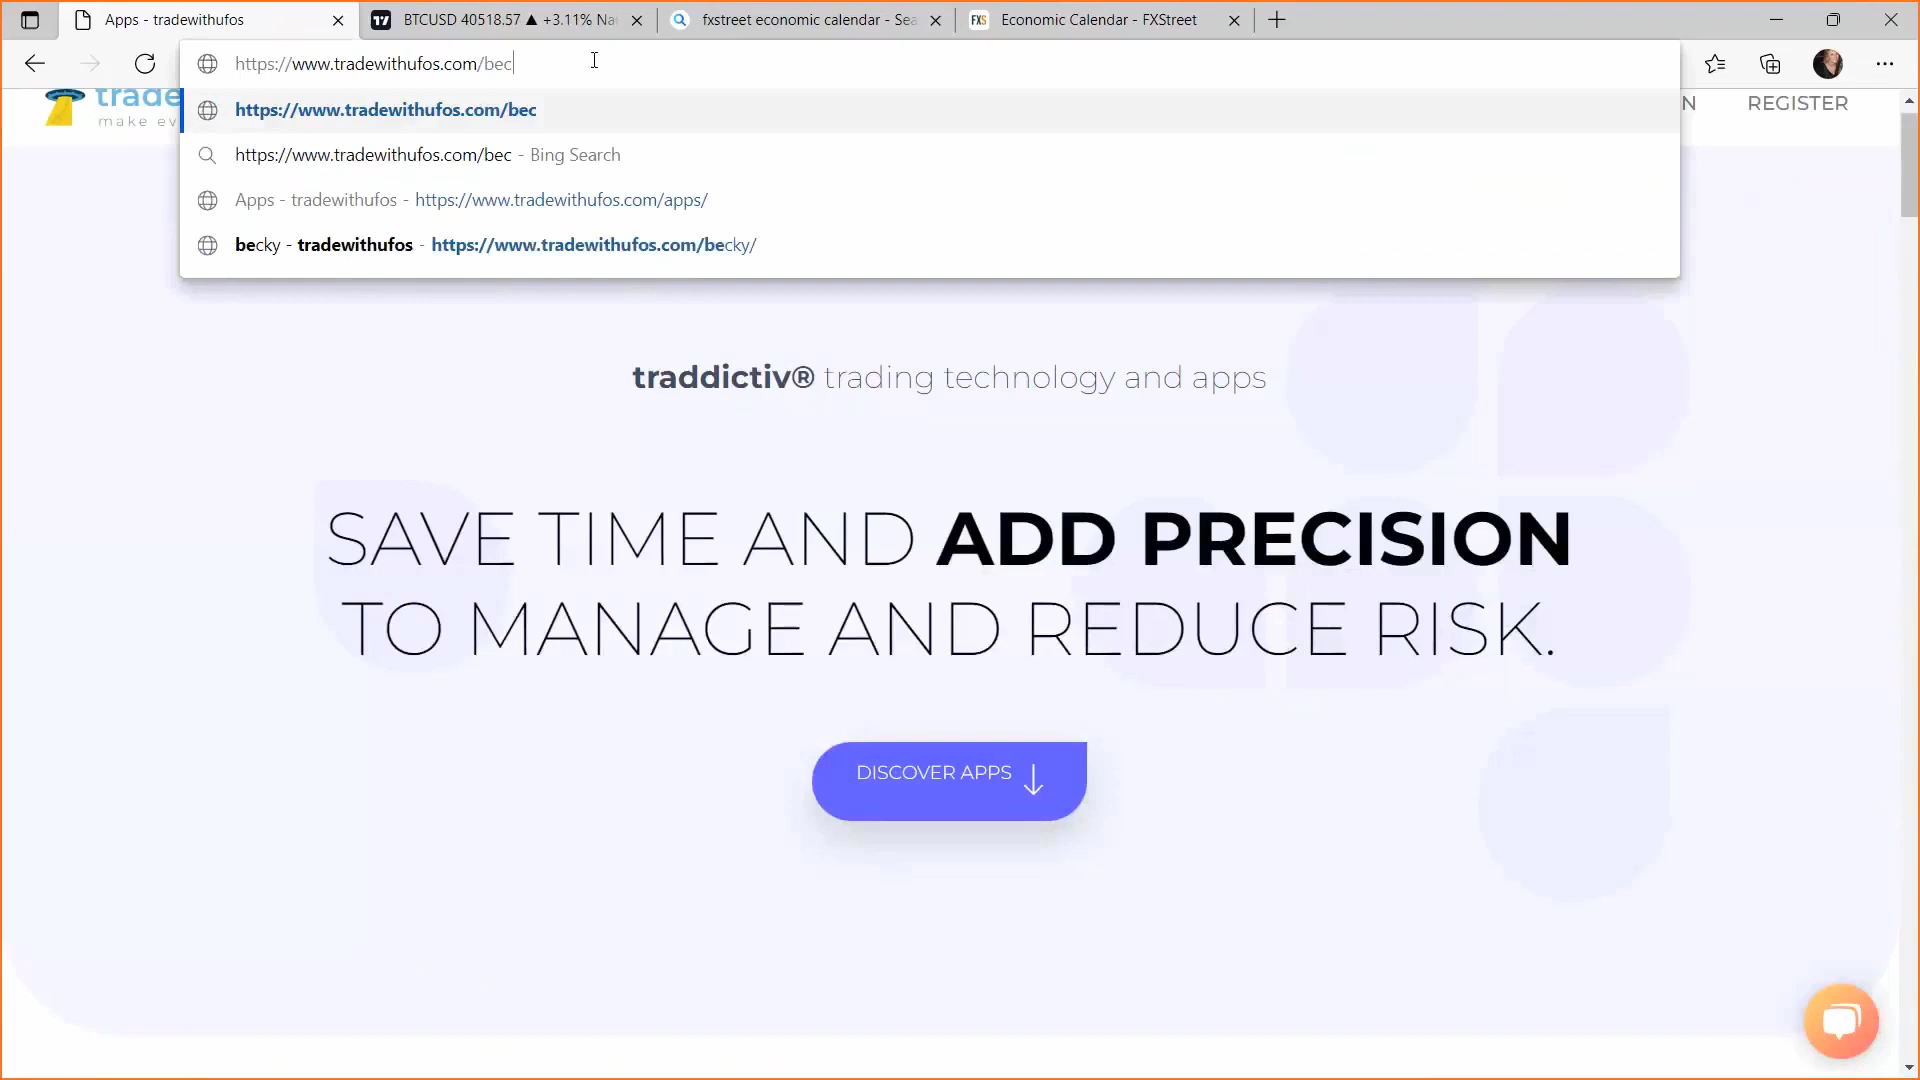 Apps - tradewithufos
BTCUSD 40518.57 ▲ +3.11%
fxstreet economic calendar -
FXS Economic Calendar - FXStreet
https://www.tradewithufos.com/bec
https://www.tradewithufos.com/bec
https://www.tradewithufos.com/bec - Bing Search
Apps - tradewithufos - https://www.tradewithufos.com/apps/
becky - tradewithufos - https://www.tradewithufos.com/becky/
trade
make ev
N
REGISTER
traddictiv® trading technology and apps
SAVE TIME AND ADD PRECISION
TO MANAGE AND REDUCE RISK.
DISCOVER APPS